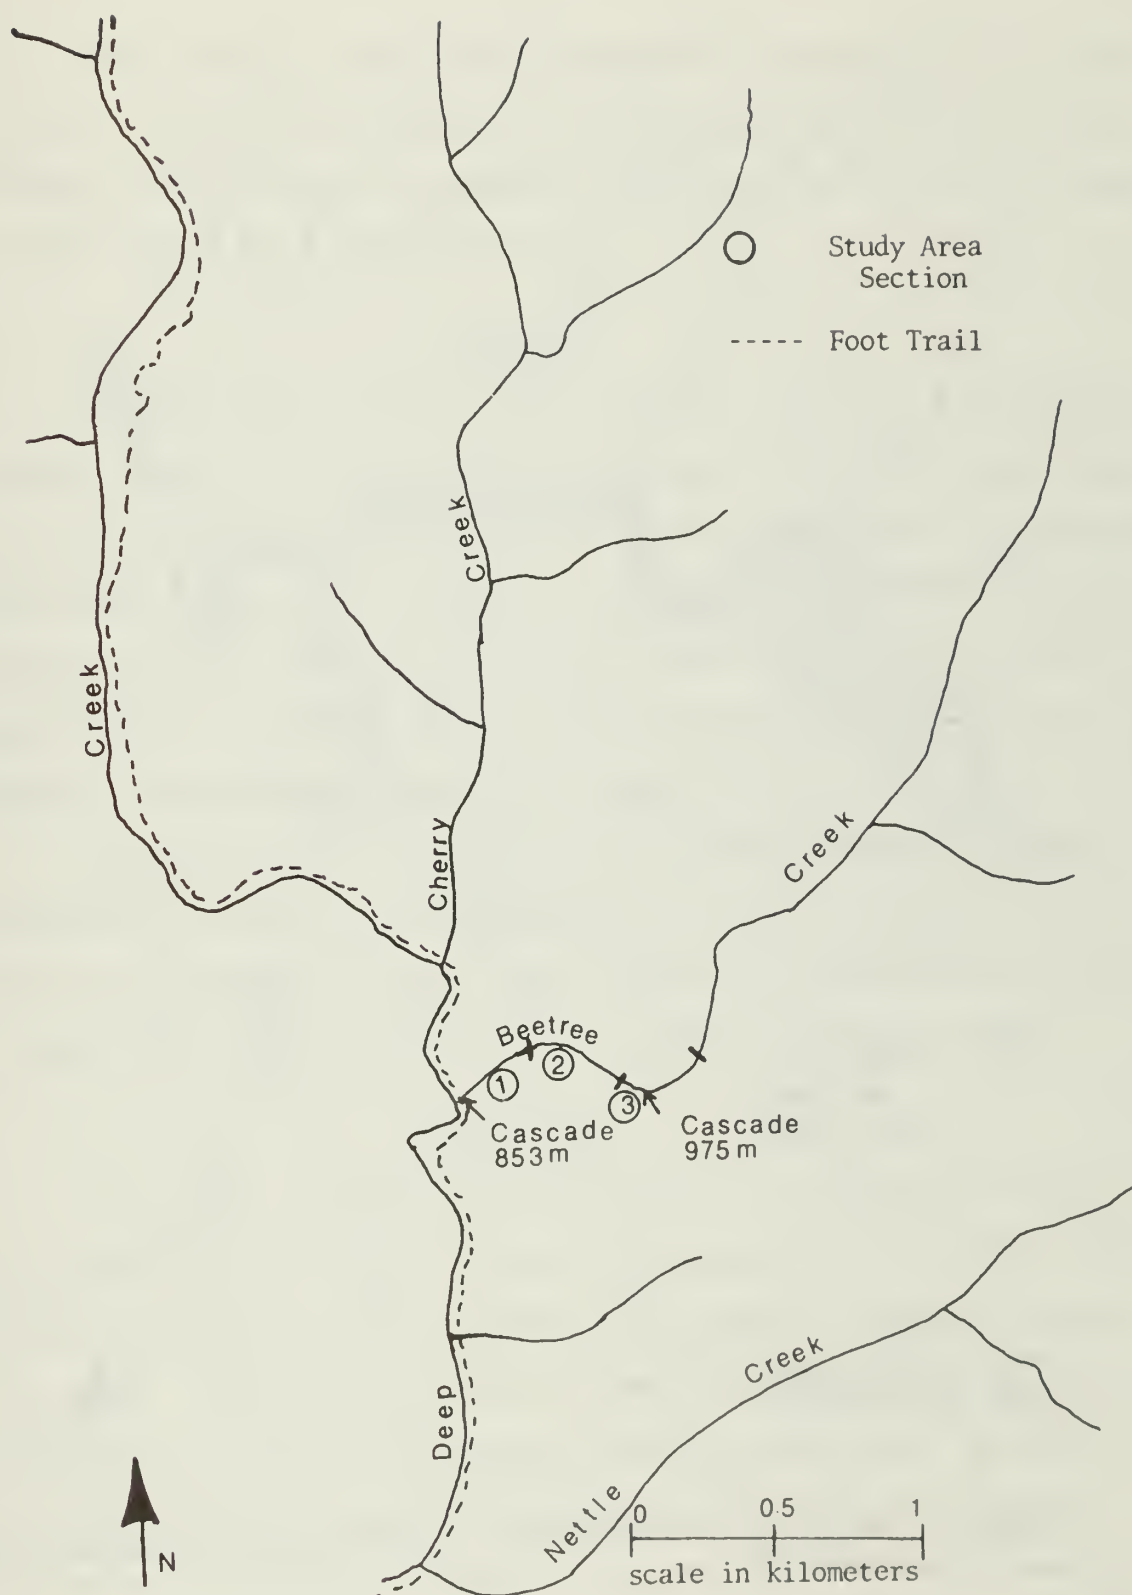 Study Area
Section
Foot Trail
Creek
Creek
Cherry
Creek
Beetree
1
2
3
Cascade
853m
Cascade
975m
Creek
Deep
Nettle
N
0 0.5 1
scale in kilometers